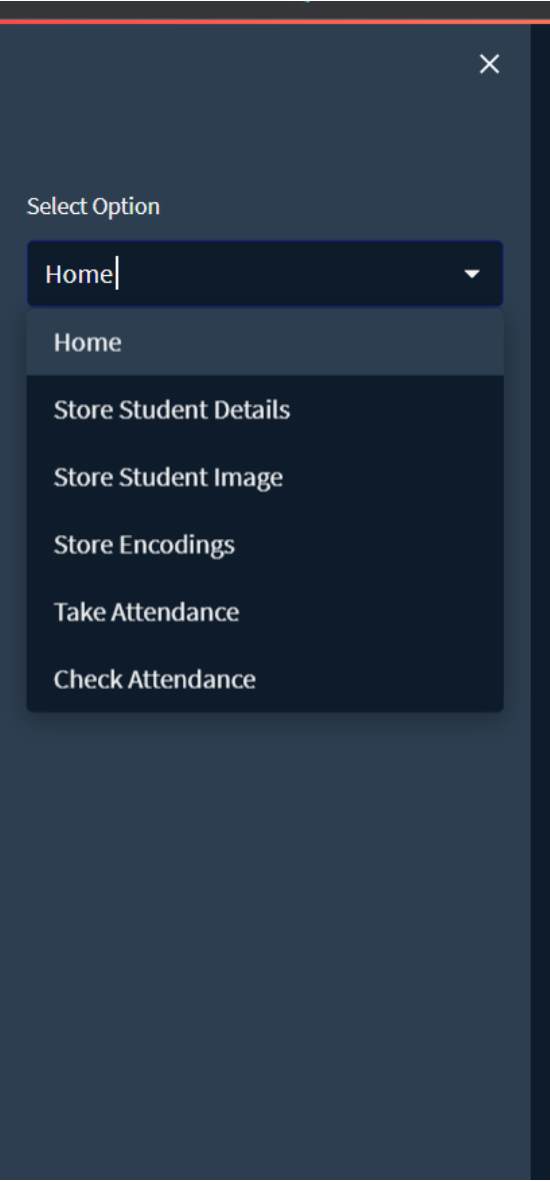 Select Option
Home
Home
Store Student Details
Store Student Image
Store Encodings
Take Attendance
Check Attendance